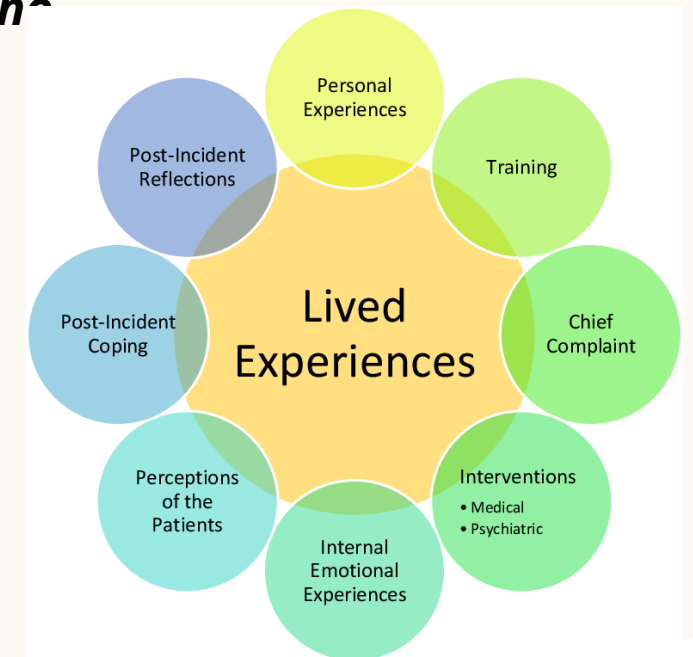 Personal
Experiences
Training
Chief
Complaint
Interventions
• Medical
• Psychiatric
Internal
Emotional
Experiences
Perceptions
of the
Patients
Post-Incident
Coping
Post-Incident
Reflections
Lived
Experiences